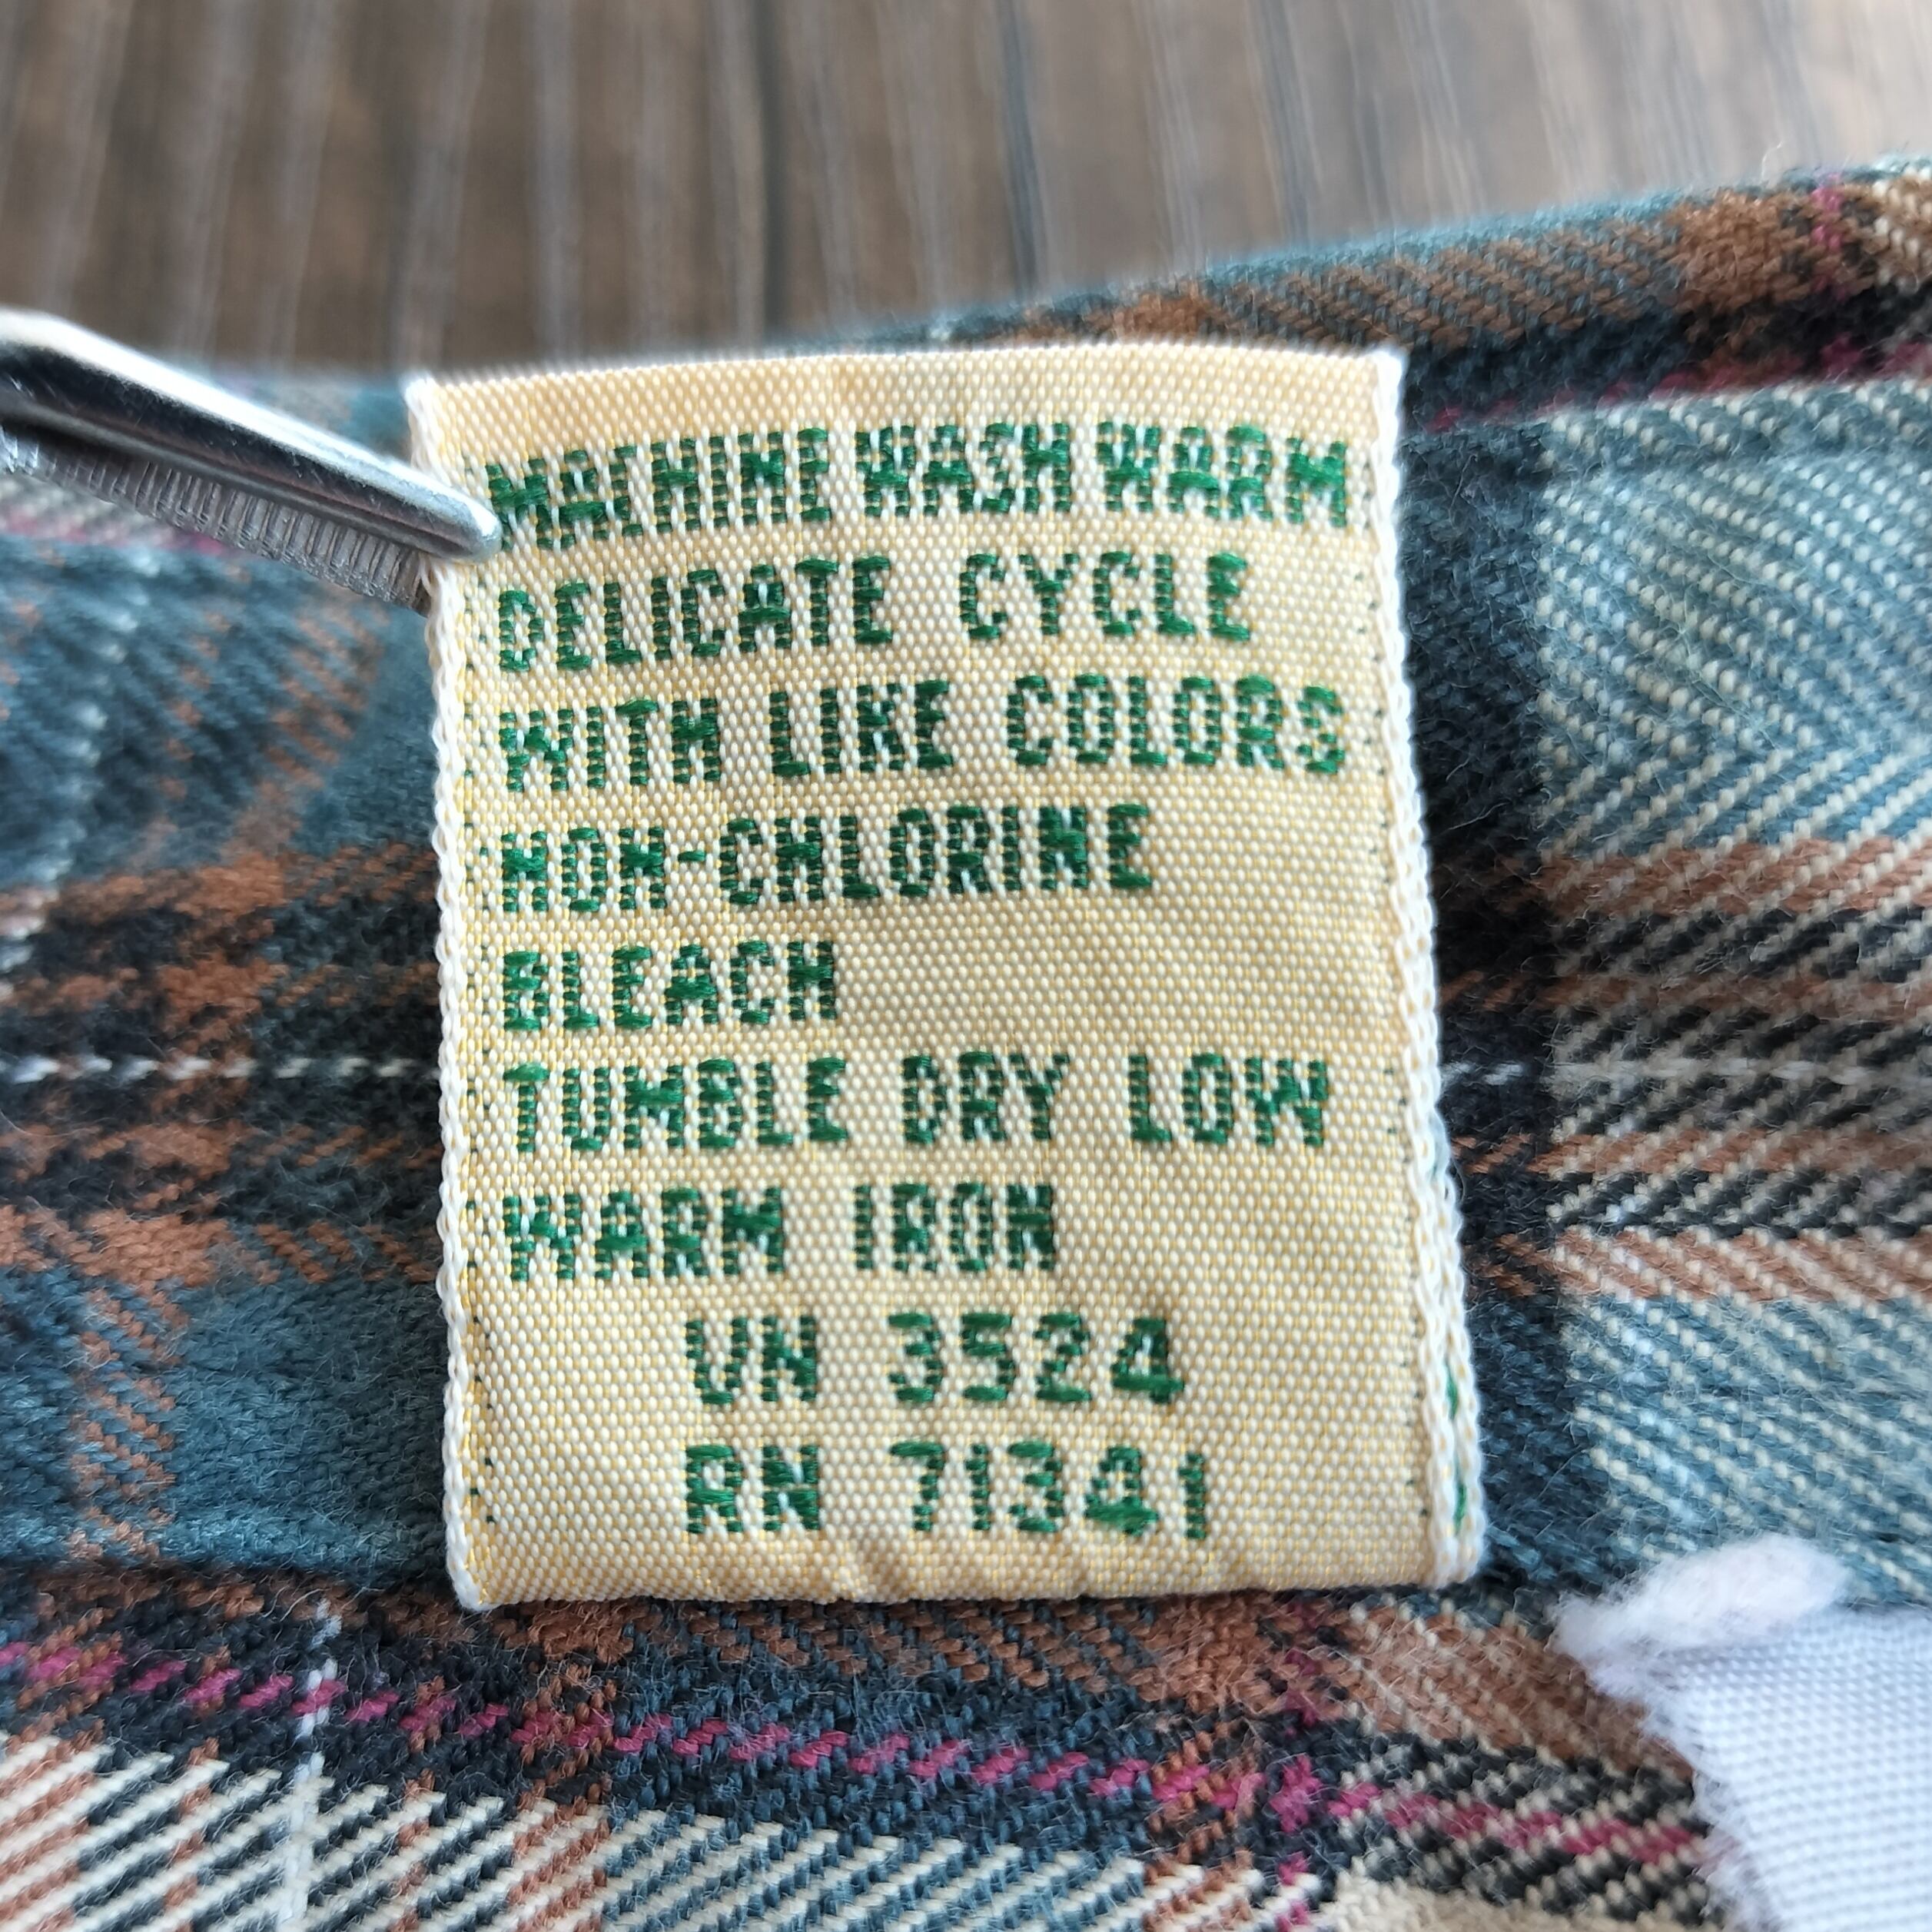 MACHINE WASH WARM
DELICATE CYCLE
WITH LIKE COLORS
NON-CHLORINE
BLEACH
TUMBLE DRY LOW
WARM IRON
VN 3524
RN 71341